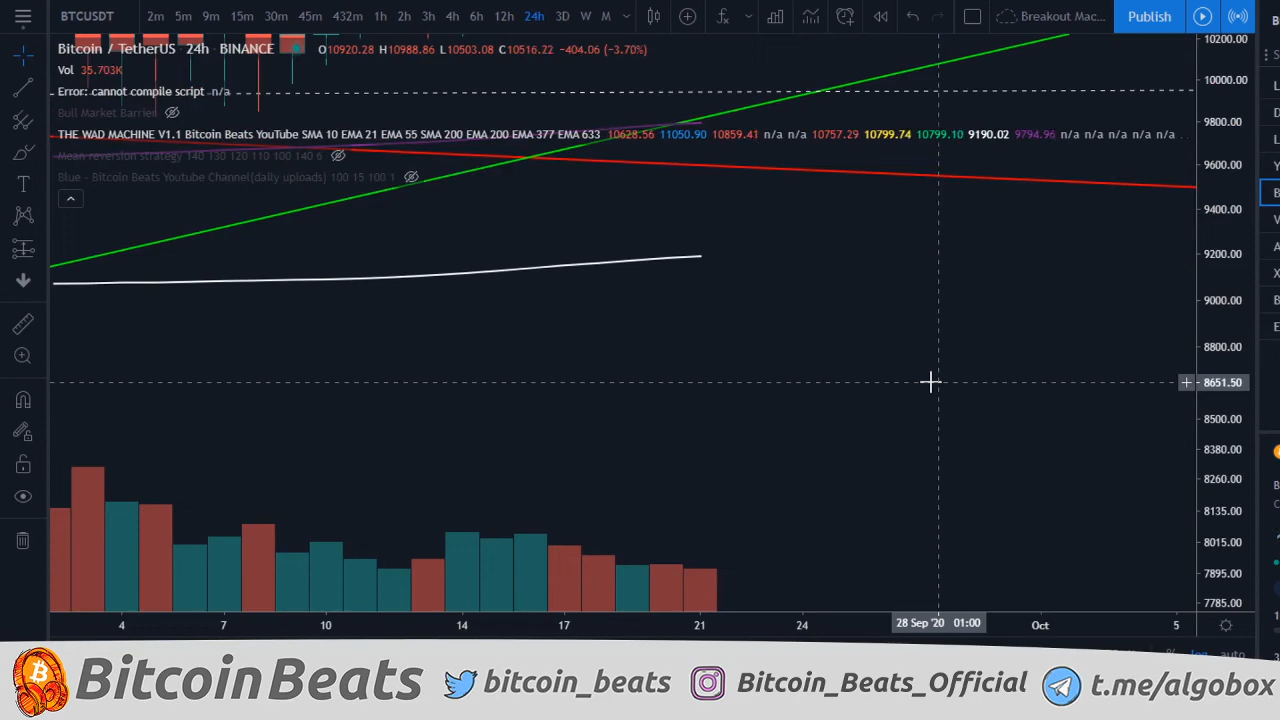 BTCUSDT 2m 5m 9m 15m 30m 45m 432m 1h 2h 3h 4h 6h 12h 24h 3D W M Breakout Mac... Publish
Bitcoin / TetherUS 24h · BINANCE O10920.28 H10988.86 L10503.08 C10516.22 -404.06 (-3.70%)
Vol 35.703K
Error: cannot compile script n/a
Bull Market Barrier
THE WAD MACHINE V1.1 Bitcoin Beats YouTube SMA 10 EMA 21 EMA 55 SMA 200 EMA 200 EMA 377 EMA 633 10628.56 11050.90 10859.41 n/a n/a 10757.29 10799.74 10799.10 9190.02 9794.96 n/a n/a n/a n/a n/a ...
Mean reversion strategy 140 130 120 110 100 140 6
Blue - Bitcoin Beats Youtube Channel(daily uploads) 100 15 100 1
10200.00
10000.00
9800.00
9600.00
9400.00
9200.00
9000.00
8800.00
8651.50
8500.00
8380.00
8260.00
8135.00
8015.00
7895.00
7785.00
4 7 10 14 17 21 24 28 Sep '20 01:00 Oct 5
% log auto
BitcoinBeats bitcoin_beats Bitcoin_Beats_Official t.me/algobox